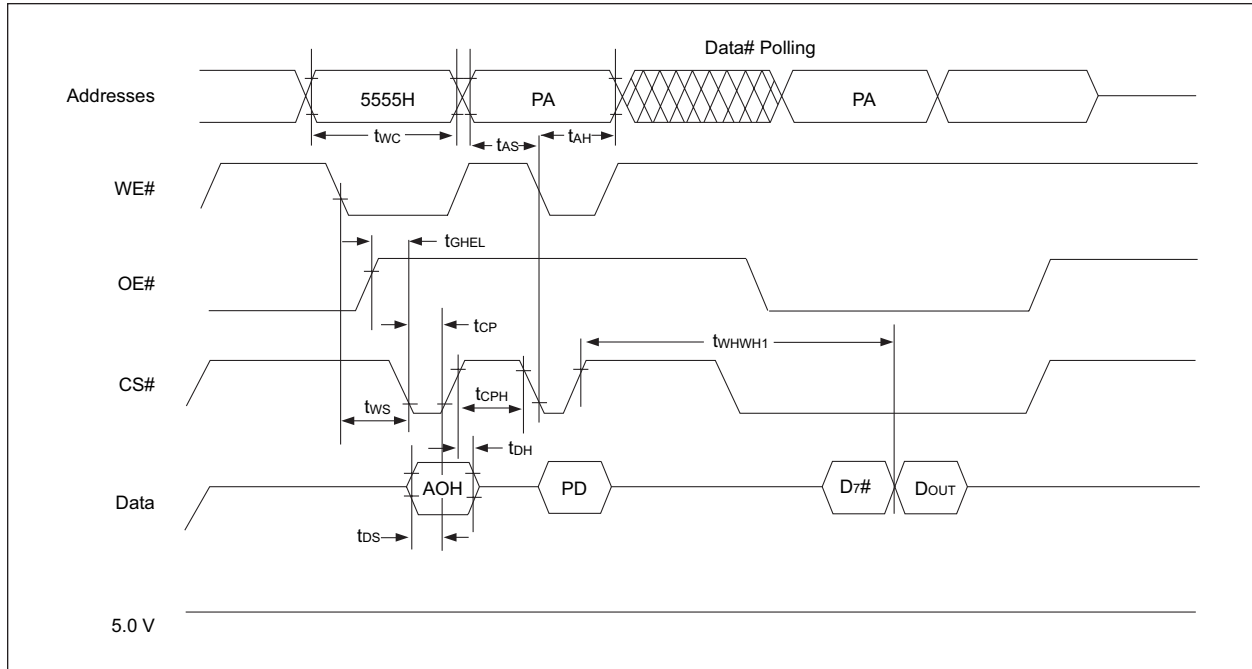 Data# Polling
Addresses
5555H
PA
PA
tWC
tAS
tAH
WE#
tGHEL
OE#
tCP
tWHWH1
CS#
tWS
tCPH
tDH
Data
AOH
PD
D7#
DOUT
tDS
5.0 V